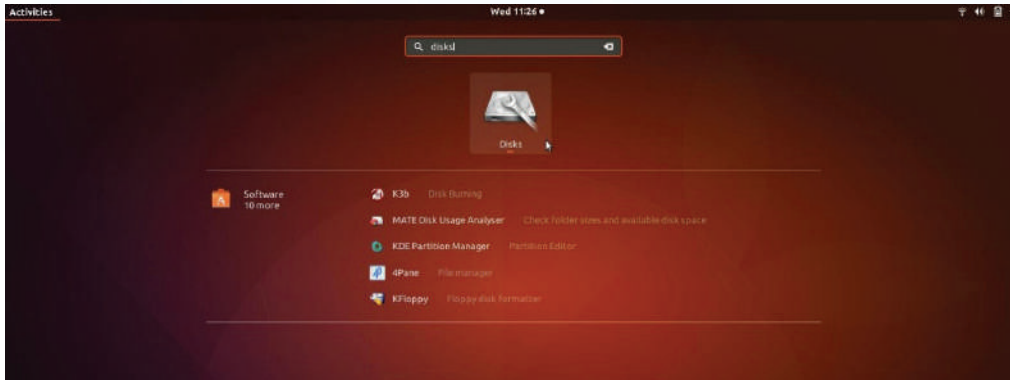 Activities
Wed 11:26
disks
Disks
Software
10 more
K3b Disk Burning
MATE Disk Usage Analyser Check folder sizes and available disk space
KDE Partition Manager Partition Editor
4Pane File manager
KFloppy Floppy disk formatter